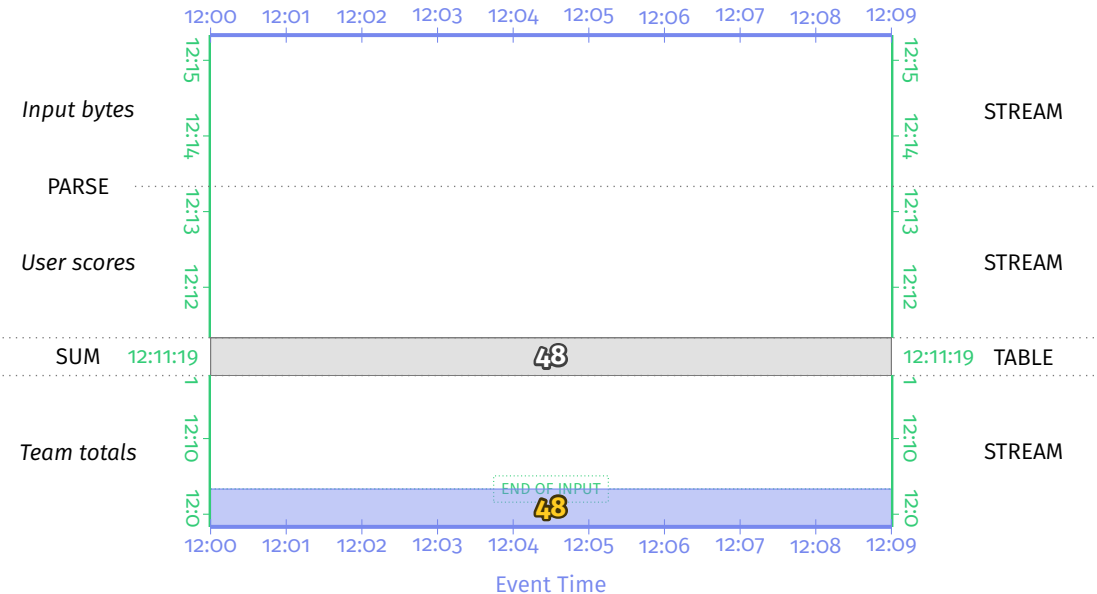 12:00 12:01 12:02 12:03 12:04 12:05 12:06 12:07 12:08 12:09
12:15 12:15
Input bytes STREAM
12:14 12:14
PARSE
12:13 12:13
User scores STREAM
12:12 12:12
SUM 12:11:19 48 12:11:19 TABLE
1 1
12:10 12:10
Team totals STREAM
END OF INPUT
48
12:0 12:0
12:00 12:01 12:02 12:03 12:04 12:05 12:06 12:07 12:08 12:09
Event Time